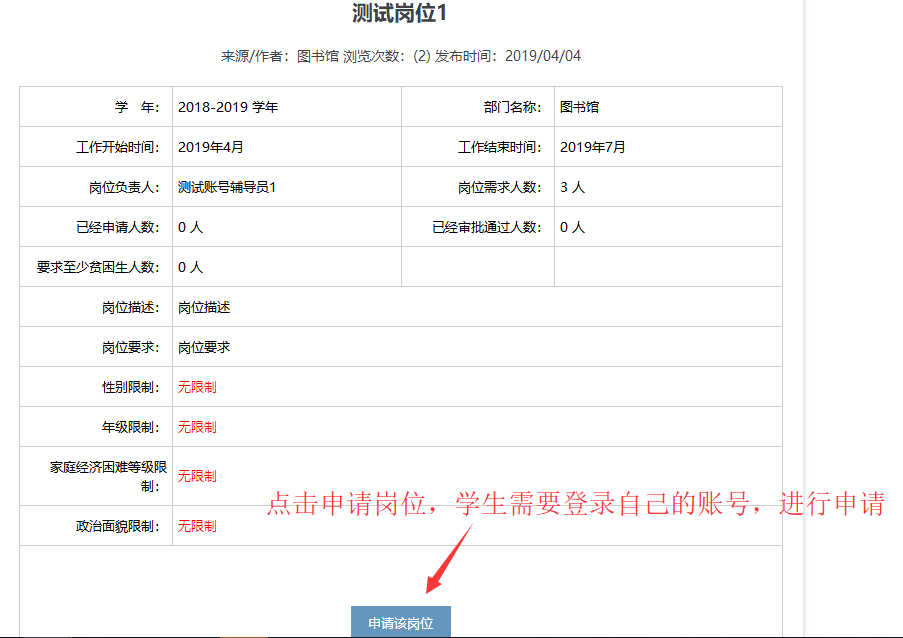 测试岗位1
来源/作者：图书馆 浏览次数：(2) 发布时间：2019/04/04
学 年： 2018-2019 学年 部门名称： 图书馆
工作开始时间： 2019年4月 工作结束时间： 2019年7月
岗位负责人： 测试账号辅导员1 岗位需求人数： 3 人
已经申请人数： 0 人 已经审批通过人数： 0 人
要求至少贫困生人数： 0 人
岗位描述： 岗位描述
岗位要求： 岗位要求
性别限制： 无限制
年级限制： 无限制
家庭经济困难等级限
制： 无限制
点击申请岗位，学生需要登录自己的账号，进行申请
政治面貌限制： 无限制
申请该岗位